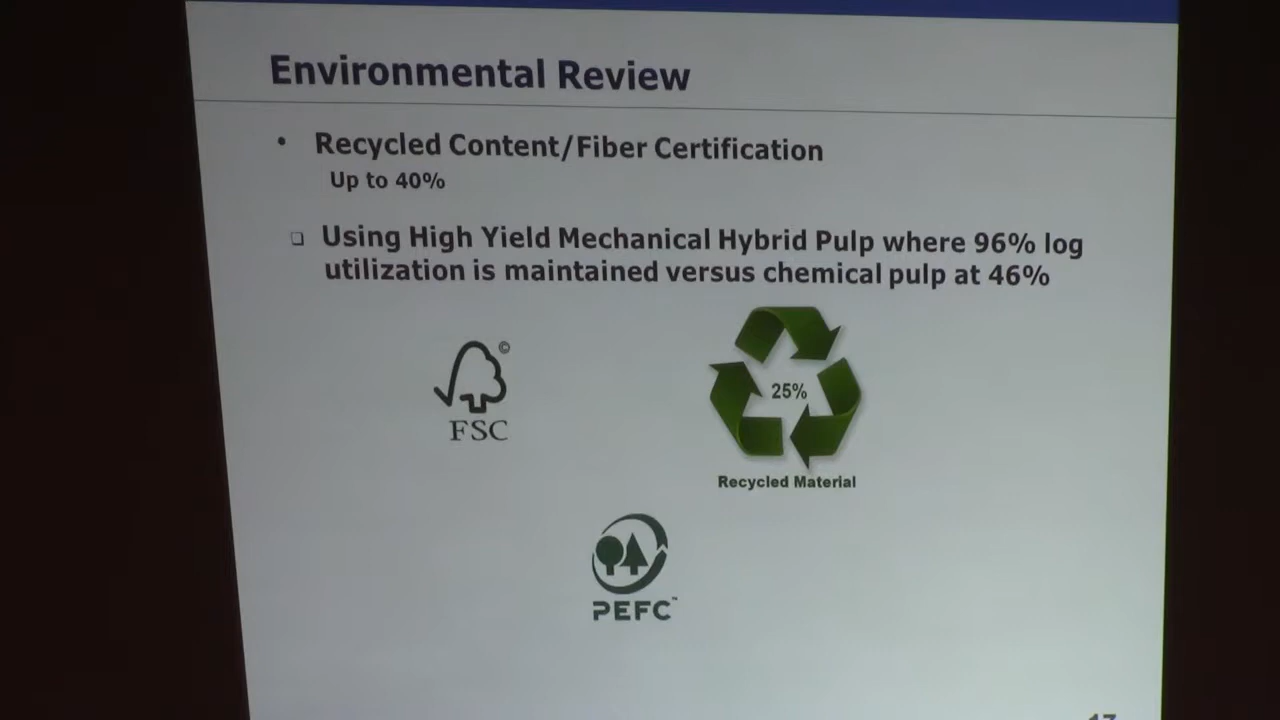 Environmental Review
• Recycled Content/Fiber Certification
Up to 40%
❑ Using High Yield Mechanical Hybrid Pulp where 96% log
utilization is maintained versus chemical pulp at 46%
©
FSC
25%
Recycled Material
PEFC™